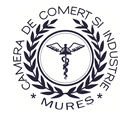 CAMERA DE COMERT SI INDUSTRIE
* MURES *